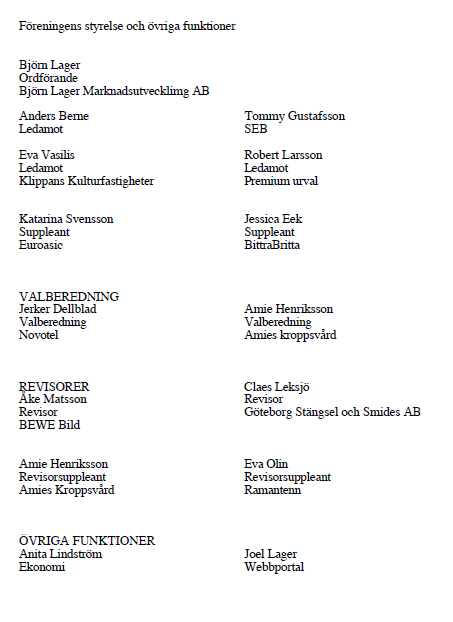 Föreningens styrelse och övriga funktioner
Björn Lager
Ordförande
Björn Lager Marknadsutvecklimg AB
Anders Berne
Ledamot
Tommy Gustafsson
SEB
Eva Vasilis
Ledamot
Klippans Kulturfastigheter
Robert Larsson
Ledamot
Premium urval
Katarina Svensson
Suppleant
Euroasic
Jessica Eek
Suppleant
BittraBritta
VALBEREDNING
Jerker Dellblad
Valberedning
Novotel
Amie Henriksson
Valberedning
Amies kroppsvård
REVISORER
Åke Matsson
Revisor
BEWE Bild
Claes Leksjö
Revisor
Göteborg Stängsel och Smides AB
Amie Henriksson
Revisorsuppleant
Amies Kroppsvård
Eva Olin
Revisorsuppleant
Ramantenn
ÖVRIGA FUNKTIONER
Anita Lindström
Ekonomi
Joel Lager
Webbportal